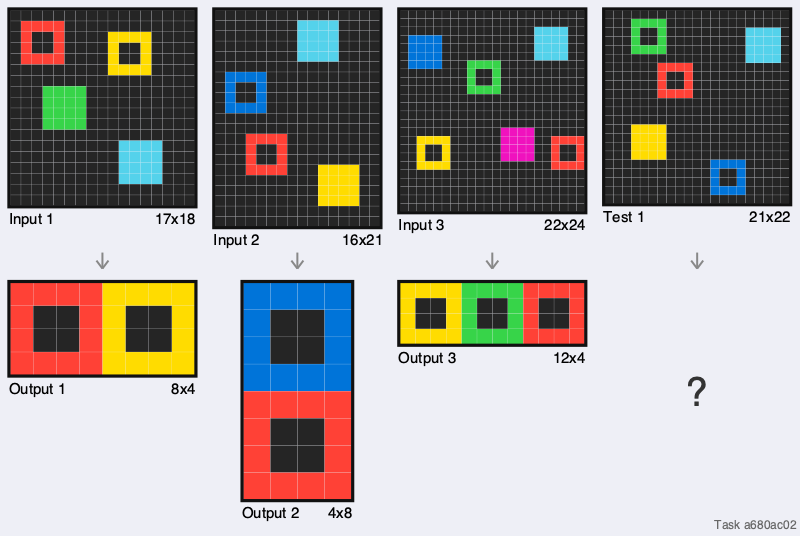 Input 1 17x18
Input 2 16x21
Input 3 22x24
Test 1 21x22
Output 1 8x4
Output 2 4x8
Output 3 12x4
?
Task a680ac02